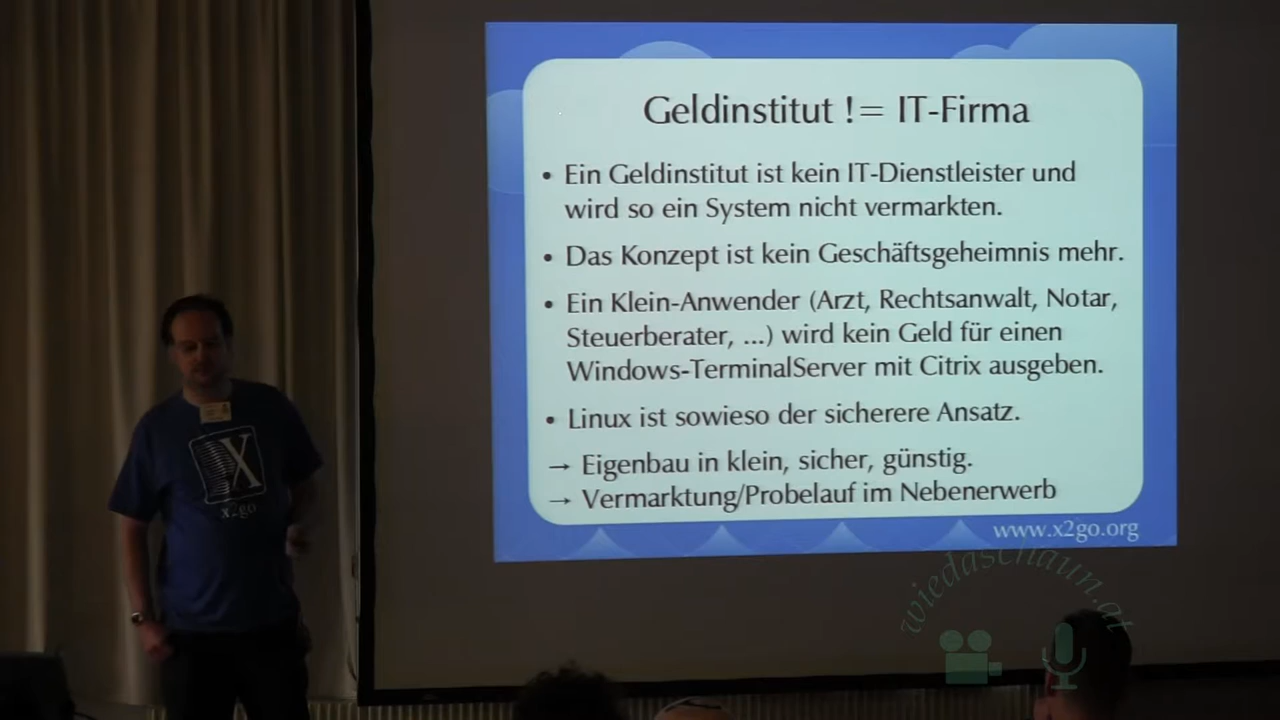 Geldinstitut != IT-Firma
• Ein Geldinstitut ist kein IT-Dienstleister und
wird so ein System nicht vermarkten.
• Das Konzept ist kein Geschäftsgeheimnis mehr.
• Ein Klein-Anwender (Arzt, Rechtsanwalt, Notar,
Steuerberater, ...) wird kein Geld für einen
Windows-TerminalServer mit Citrix ausgeben.
• Linux ist sowieso der sicherere Ansatz.
→ Eigenbau in klein, sicher, günstig.
→ Vermarktung/Probelauf im Nebenerwerb
www.x2go.org
X
x2go
wiedaschaun.at